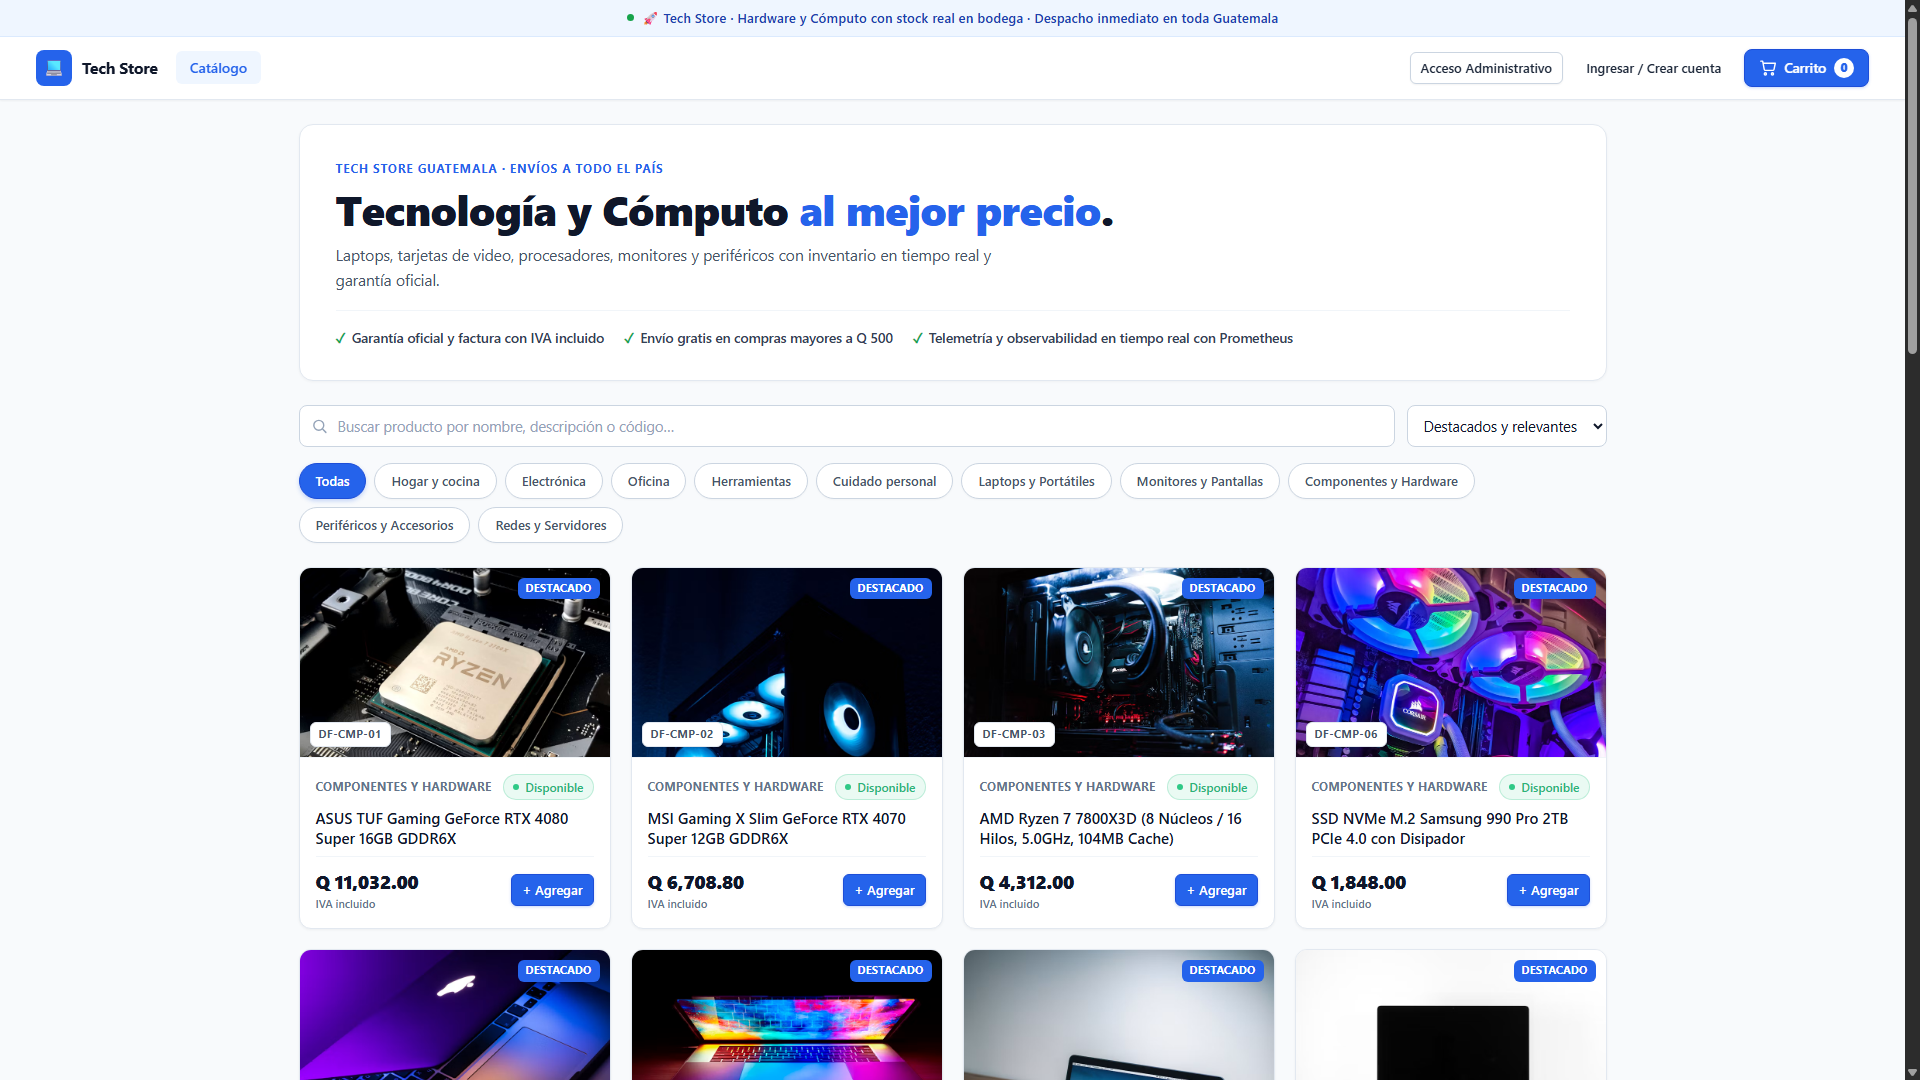 🚀 Tech Store · Hardware y Cómputo con stock real en bodega · Despacho inmediato en toda Guatemala
Tech Store
Catálogo
Acceso Administrativo
Ingresar / Crear cuenta
Carrito 0
TECH STORE GUATEMALA · ENVÍOS A TODO EL PAÍS
Tecnología y Cómputo al mejor precio.
Laptops, tarjetas de video, procesadores, monitores y periféricos con inventario en tiempo real y
garantía oficial.
✓ Garantía oficial y factura con IVA incluido ✓ Envío gratis en compras mayores a Q 500 ✓ Telemetría y observabilidad en tiempo real con Prometheus
Buscar producto por nombre, descripción o código...
Destacados y relevantes
Todas Hogar y cocina Electrónica Oficina Herramientas Cuidado personal Laptops y Portátiles Monitores y Pantallas Componentes y Hardware
Periféricos y Accesorios Redes y Servidores
DESTACADO
RYZEN
DF-CMP-01
COMPONENTES Y HARDWARE
Disponible
ASUS TUF Gaming GeForce RTX 4080
Super 16GB GDDR6X
Q 11,032.00
IVA incluido
+ Agregar
DESTACADO
DF-CMP-02
COMPONENTES Y HARDWARE
Disponible
MSI Gaming X Slim GeForce RTX 4070
Super 12GB GDDR6X
Q 6,708.80
IVA incluido
+ Agregar
DESTACADO
DF-CMP-03
COMPONENTES Y HARDWARE
Disponible
AMD Ryzen 7 7800X3D (8 Núcleos / 16
Hilos, 5.0GHz, 104MB Cache)
Q 4,312.00
IVA incluido
+ Agregar
DESTACADO
CORSAIR
DF-CMP-06
COMPONENTES Y HARDWARE
Disponible
SSD NVMe M.2 Samsung 990 Pro 2TB
PCIe 4.0 con Disipador
Q 1,848.00
IVA incluido
+ Agregar
DESTACADO
DESTACADO
DESTACADO
DESTACADO